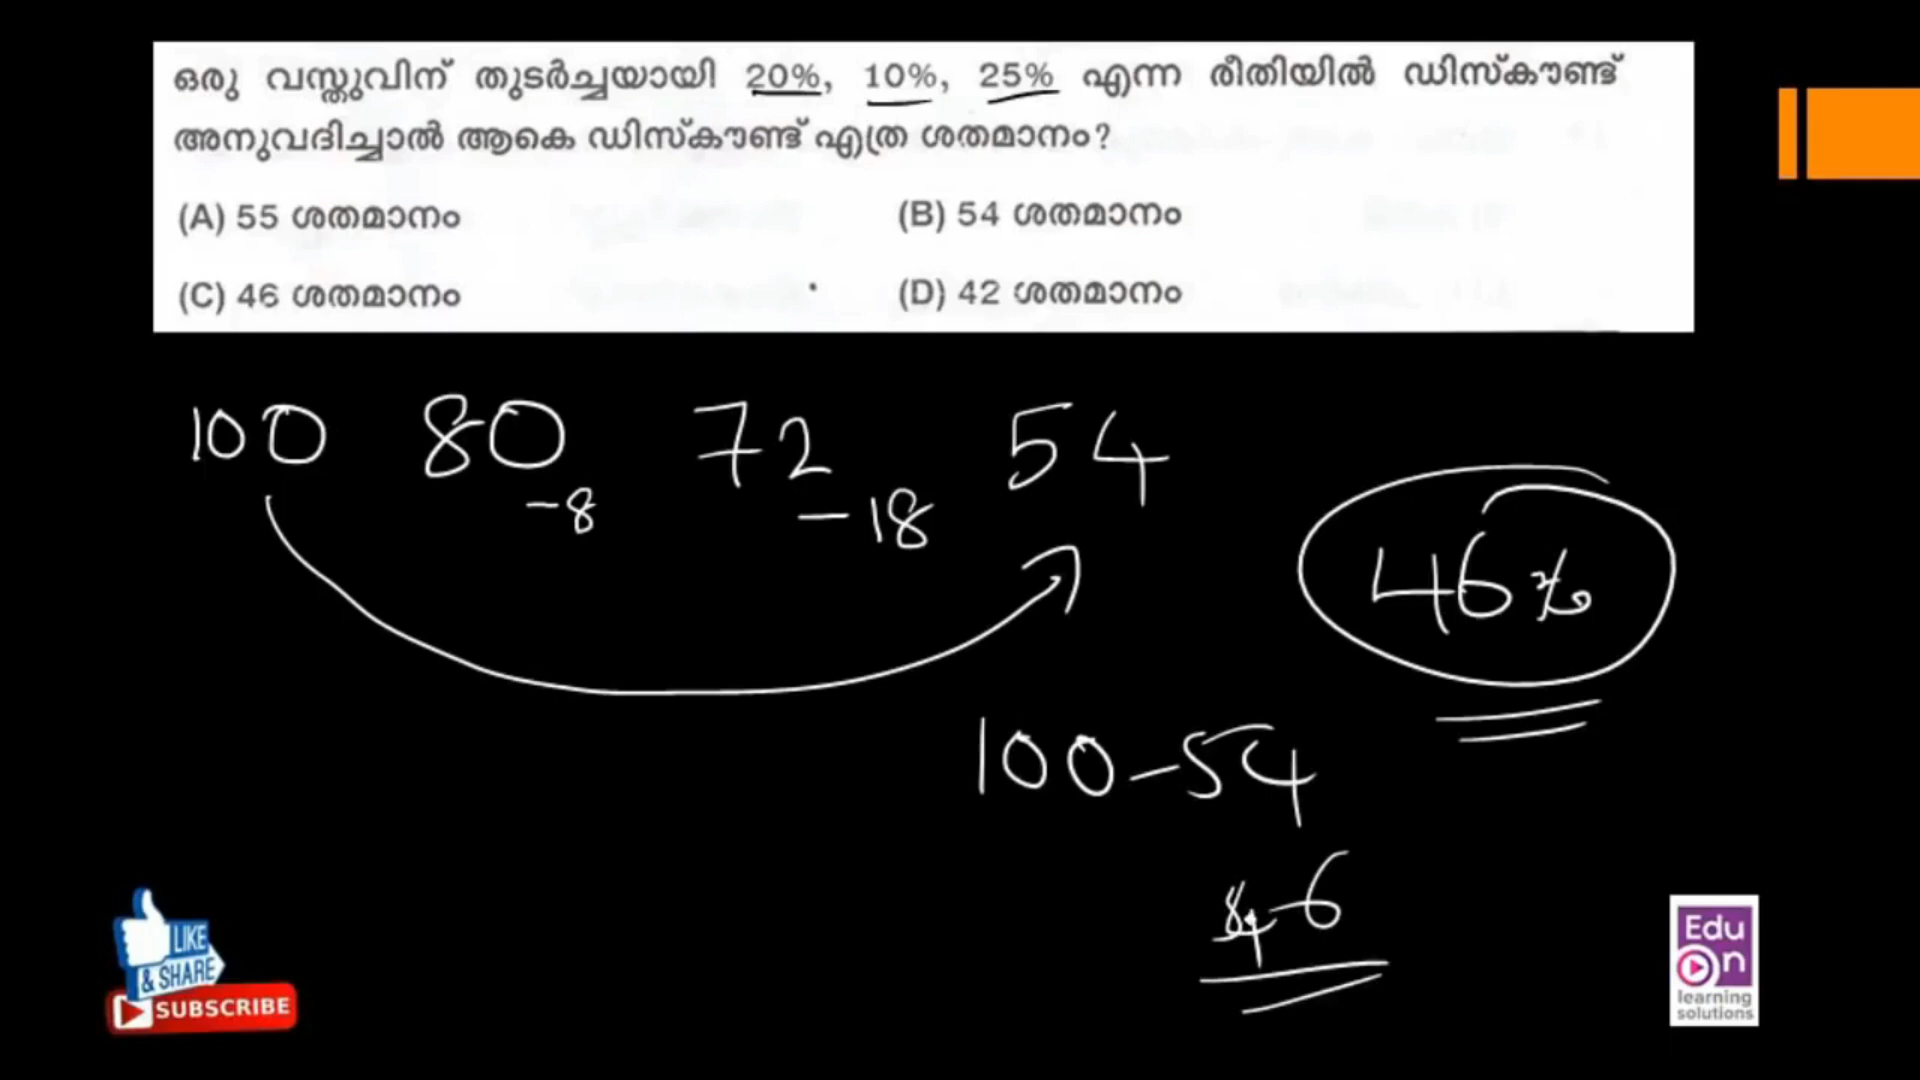 ഒരു വസ്തുവിന് തുടർച്ചയായി 20%, 10%, 25% എന്ന രീതിയിൽ ഡിസ്കൗണ്ട്
അനുവദിച്ചാൽ ആകെ ഡിസ്കൗണ്ട് എത്ര ശതമാനം?
(A) 55 ശതമാനം (B) 54 ശതമാനം
(C) 46 ശതമാനം (D) 42 ശതമാനം
100 80 72 54
-8 -18
46%
100-54
46
LIKE
& SHARE
SUBSCRIBE
Edu
On
learning
solutions